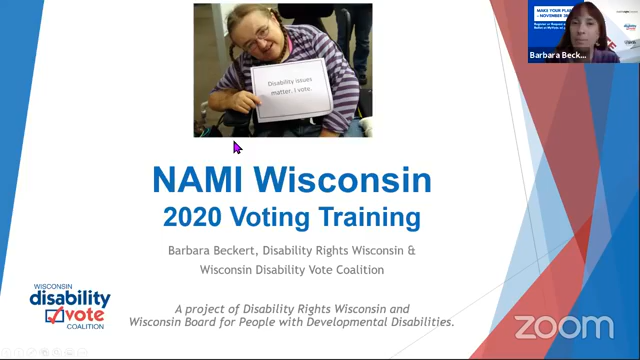 Disability issues
matter. I vote.
MAKE YOUR PLA
Barbara Beck...
NAMI Wisconsin
2020 Voting Training
Barbara Beckert, Disability Rights Wisconsin &
Wisconsin Disability Vote Coalition
WISCONSIN
disability
vote
COALITION
A project of Disability Rights Wisconsin and
Wisconsin Board for People with Developmental Disabilities.
zoom